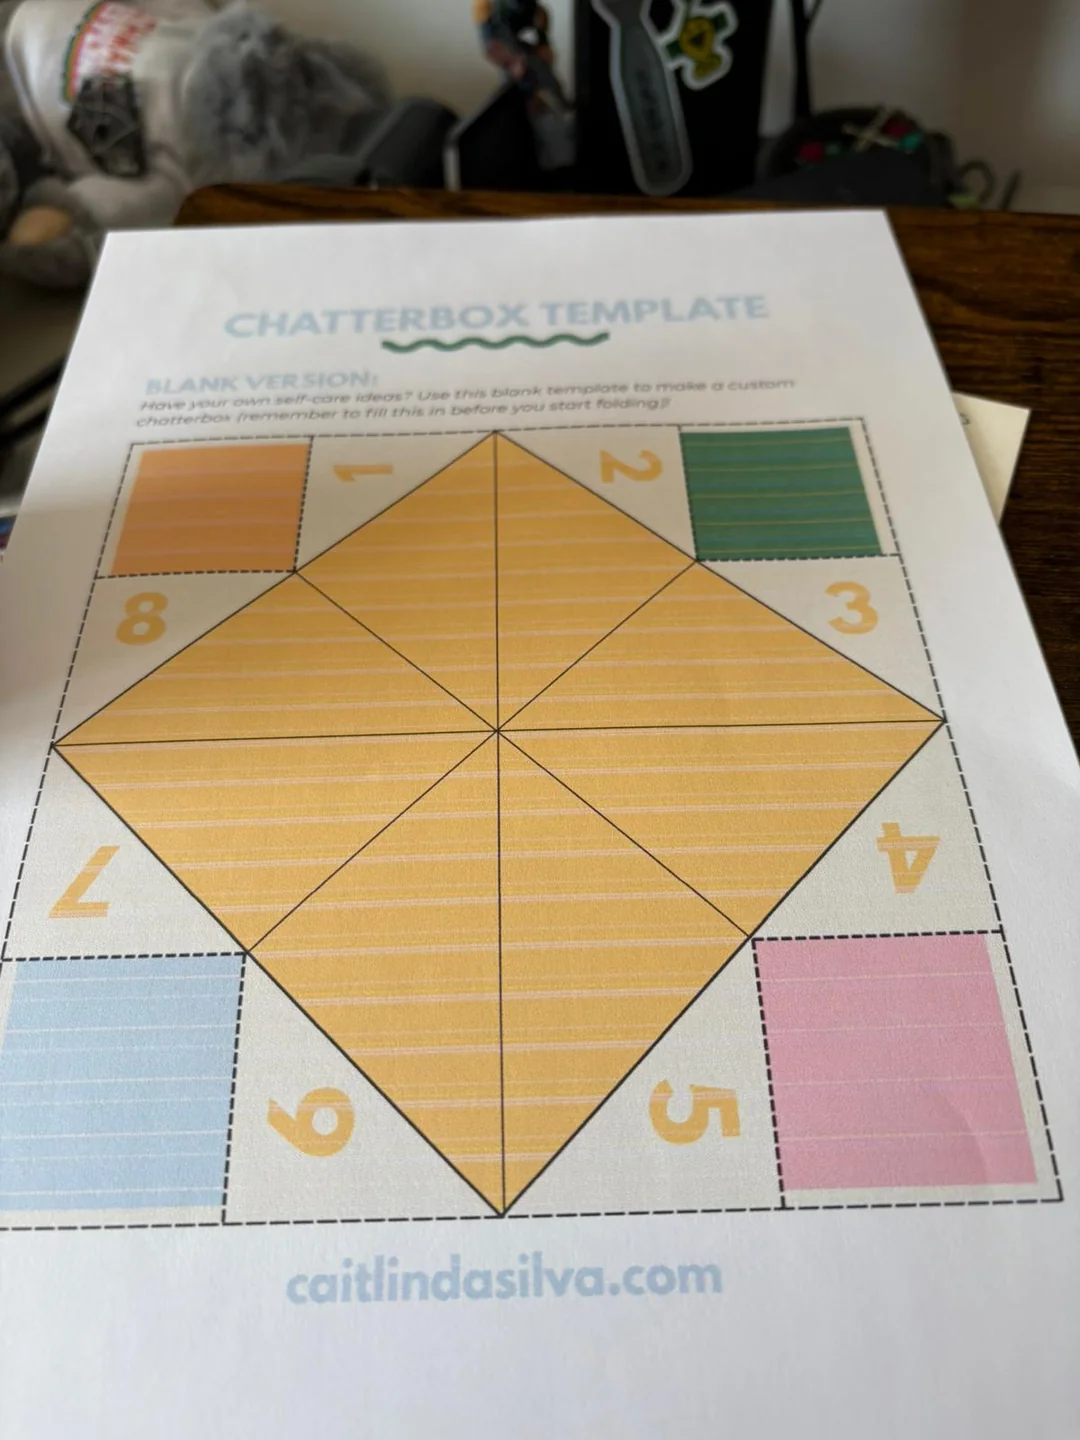 CHATTERBOX TEMPLATE
BLANK VERSION:
Have your own self-care ideas? Use this blank template to make a custom
chatterbox (remember to fill this in before you start folding)!
1
2
8
3
7
4
6
5
caitlindasilva.com